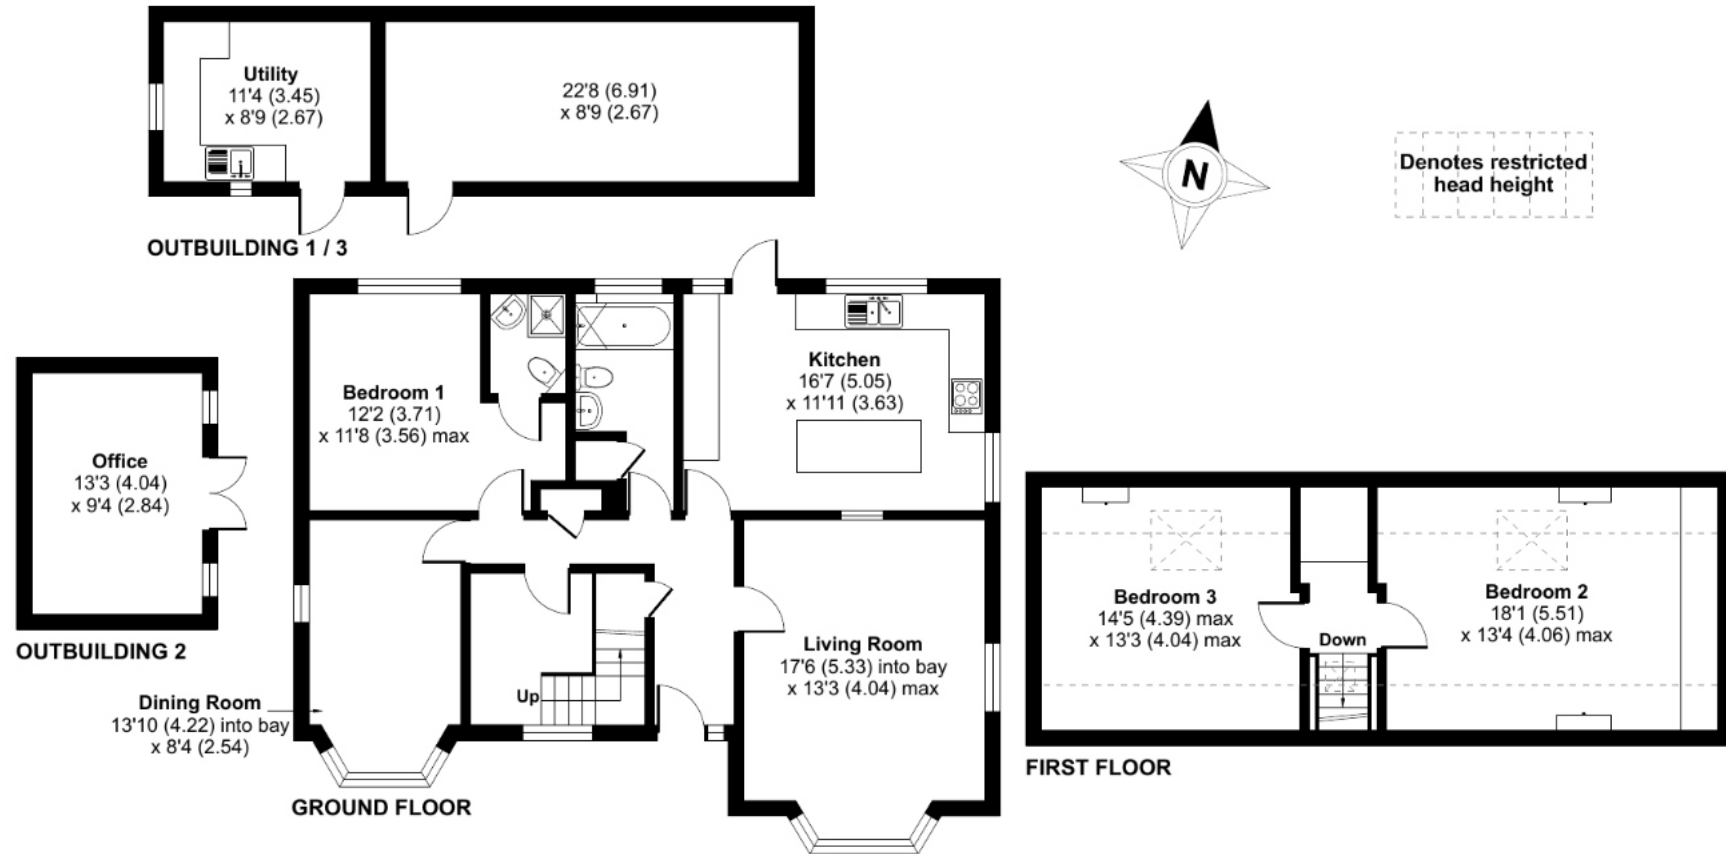 Utility
11'4 (3.45)
x 8'9 (2.67)
22'8 (6.91)
x 8'9 (2.67)
OUTBUILDING 1 / 3
N
Denotes restricted
head height
Bedroom 1
12'2 (3.71)
x 11'8 (3.56) max
Kitchen
16'7 (5.05)
x 11'11 (3.63)
Office
13'3 (4.04)
x 9'4 (2.84)
OUTBUILDING 2
Living Room
17'6 (5.33) into bay
x 13'3 (4.04) max
Up
Dining Room
13'10 (4.22) into bay
x 8'4 (2.54)
GROUND FLOOR
Bedroom 3
14'5 (4.39) max
x 13'3 (4.04) max
Down
Bedroom 2
18'1 (5.51)
x 13'4 (4.06) max
FIRST FLOOR